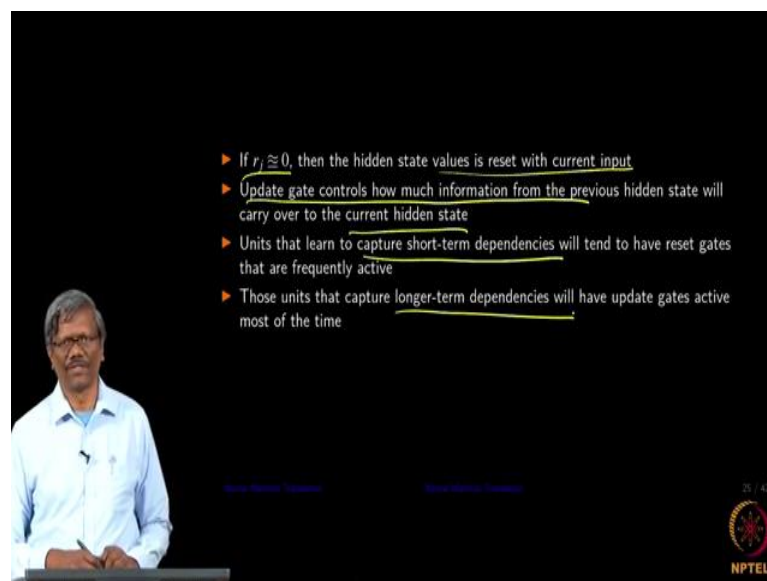 ► If r_j ≊ 0, then the hidden state values is reset with current input
► Update gate controls how much information from the previous hidden state will
carry over to the current hidden state
► Units that learn to capture short-term dependencies will tend to have reset gates
that are frequently active
► Those units that capture longer-term dependencies will have update gates active
most of the time
NPTEL